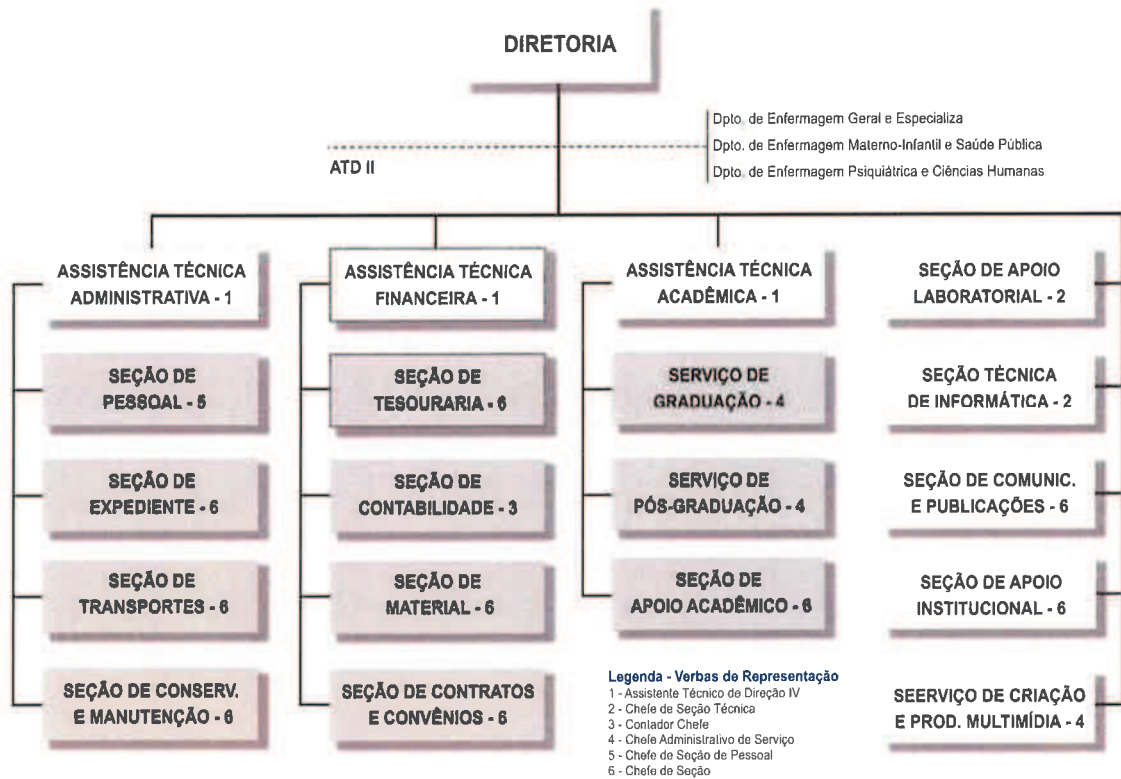 DIRETORIA
Dpto. de Enfermagem Geral e Especializa
Dpto. de Enfermagem Materno-Infantil e Saúde Pública
Dpto. de Enfermagem Psiquiátrica e Ciências Humanas
ATD II
ASSISTÊNCIA TÉCNICA
ADMINISTRATIVA - 1
SEÇÃO DE
PESSOAL - 5
SEÇÃO DE
EXPEDIENTE - 6
SEÇÃO DE
TRANSPORTES - 6
SEÇÃO DE CONSERV.
E MANUTENÇÃO - 6
ASSISTÊNCIA TÉCNICA
FINANCEIRA - 1
SEÇÃO DE
TESOURARIA - 6
SEÇÃO DE
CONTABILIDADE - 3
SEÇÃO DE
MATERIAL - 6
SEÇÃO DE CONTRATOS
E CONVÊNIOS - 6
ASSISTÊNCIA TÉCNICA
ACADÊMICA - 1
SERVIÇO DE
GRADUAÇÃO - 4
SERVIÇO DE
PÓS-GRADUAÇÃO - 4
SEÇÃO DE
APOIO ACADÊMICO - 6
SEÇÃO DE APOIO
LABORATORIAL - 2
SEÇÃO TÉCNICA
DE INFORMÁTICA - 2
SEÇÃO DE COMUNIC.
E PUBLICAÇÕES - 6
SEÇÃO DE APOIO
INSTITUCIONAL - 6
SEERVIÇO DE CRIAÇÃO
E PROD. MULTIMÍDIA - 4
Legenda - Verbas de Representação
1 - Assistente Técnico de Direção IV
2 - Chefe de Seção Técnica
3 - Contador Chefe
4 - Chefe Administrativo de Serviço
5 - Chefe de Seção de Pessoal
6 - Chefe de Seção